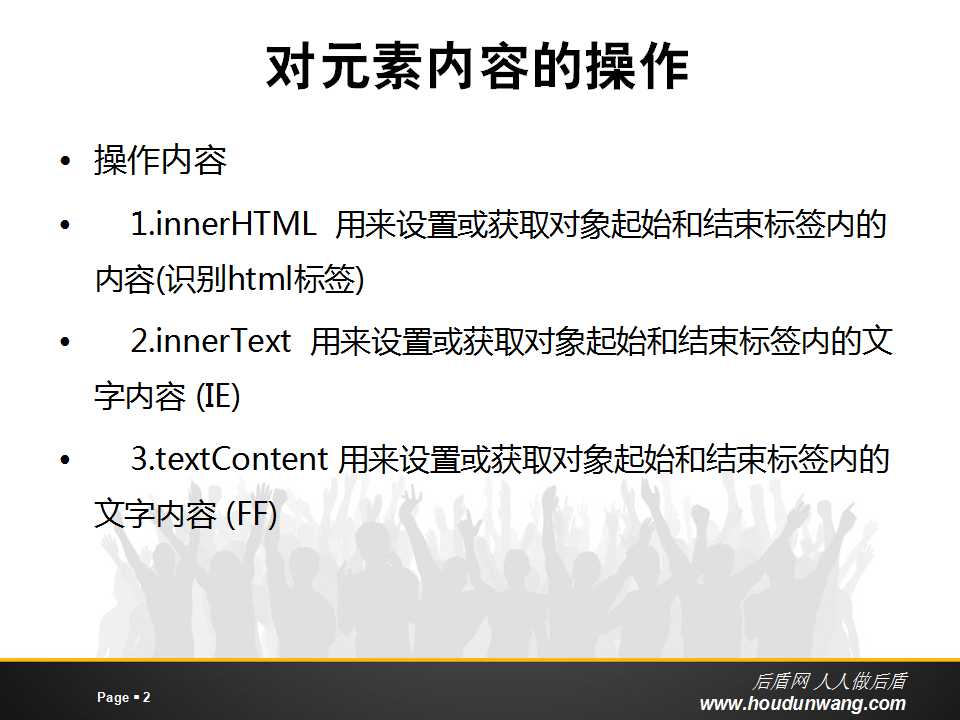 对元素内容的操作
• 操作内容
• 1.innerHTML 用来设置或获取对象起始和结束标签内的
内容(识别html标签)
• 2.innerText 用来设置或获取对象起始和结束标签内的文
字内容 (IE)
• 3.textContent 用来设置或获取对象起始和结束标签内的
文字内容 (FF)
后盾网 人人做后盾
Page ▪ 2
www.houdunwang.com